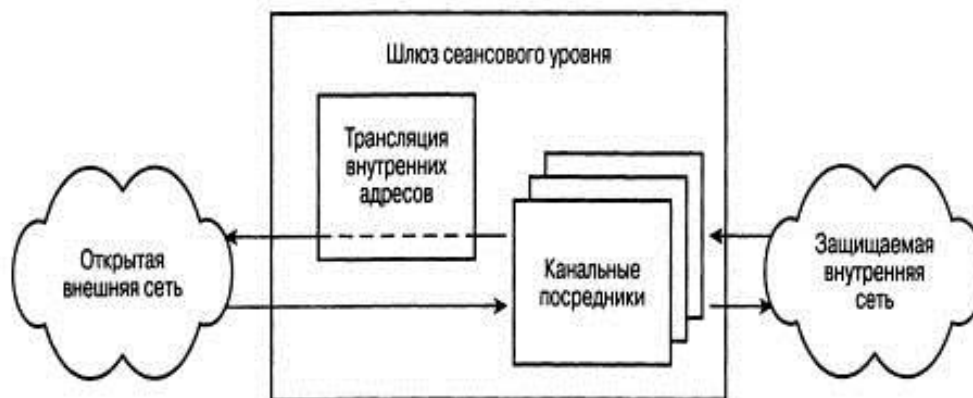 Шлюз сеансового уровня
Трансляция
внутренних
адресов
Открытая
внешняя сеть
Канальные
посредники
Защищаемая
внутренняя
сеть